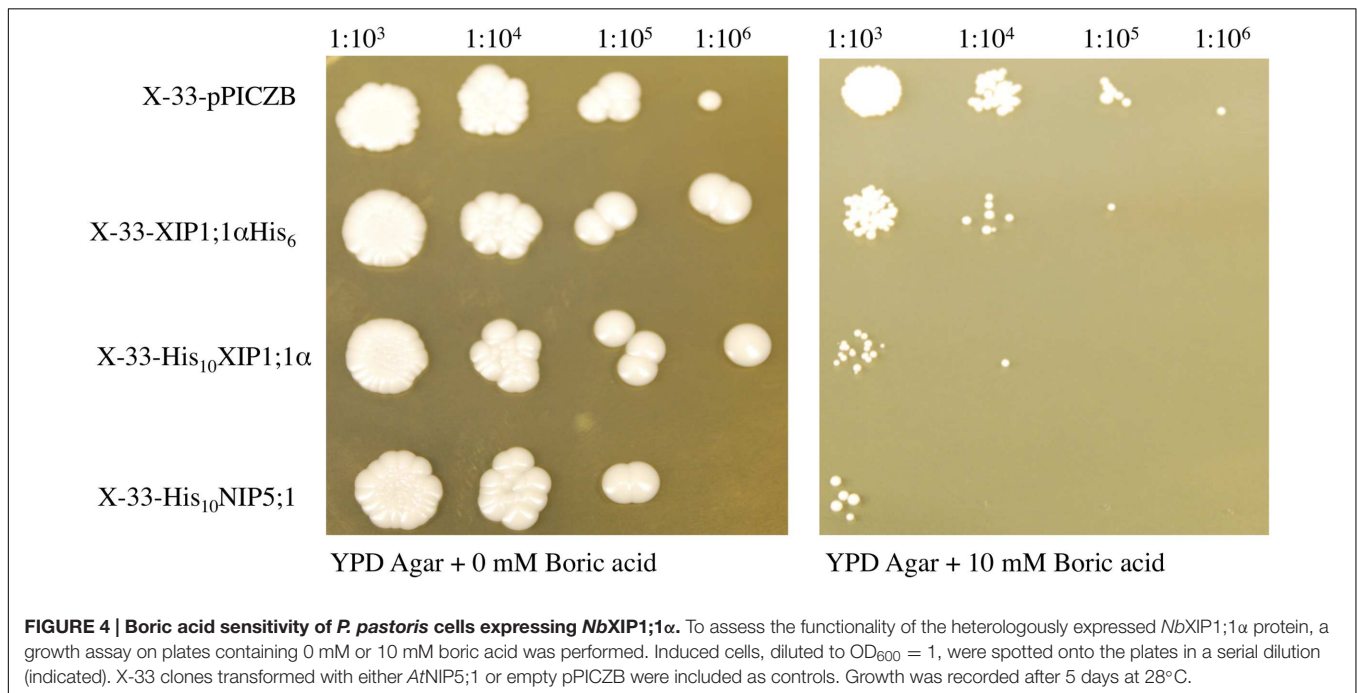 1:10³ 1:10⁴ 1:10⁵ 1:10⁶ 1:10³ 1:10⁴ 1:10⁵ 1:10⁶
X-33-pPICZB
X-33-XIP1;1αHis₆
X-33-His₁₀XIP1;1α
X-33-His₁₀NIP5;1
YPD Agar + 0 mM Boric acid YPD Agar + 10 mM Boric acid
FIGURE 4 | Boric acid sensitivity of P. pastoris cells expressing NbXIP1;1α. To assess the functionality of the heterologously expressed NbXIP1;1α protein, a
growth assay on plates containing 0 mM or 10 mM boric acid was performed. Induced cells, diluted to OD₆₀₀ = 1, were spotted onto the plates in a serial dilution
(indicated). X-33 clones transformed with either AtNIP5;1 or empty pPICZB were included as controls. Growth was recorded after 5 days at 28°C.